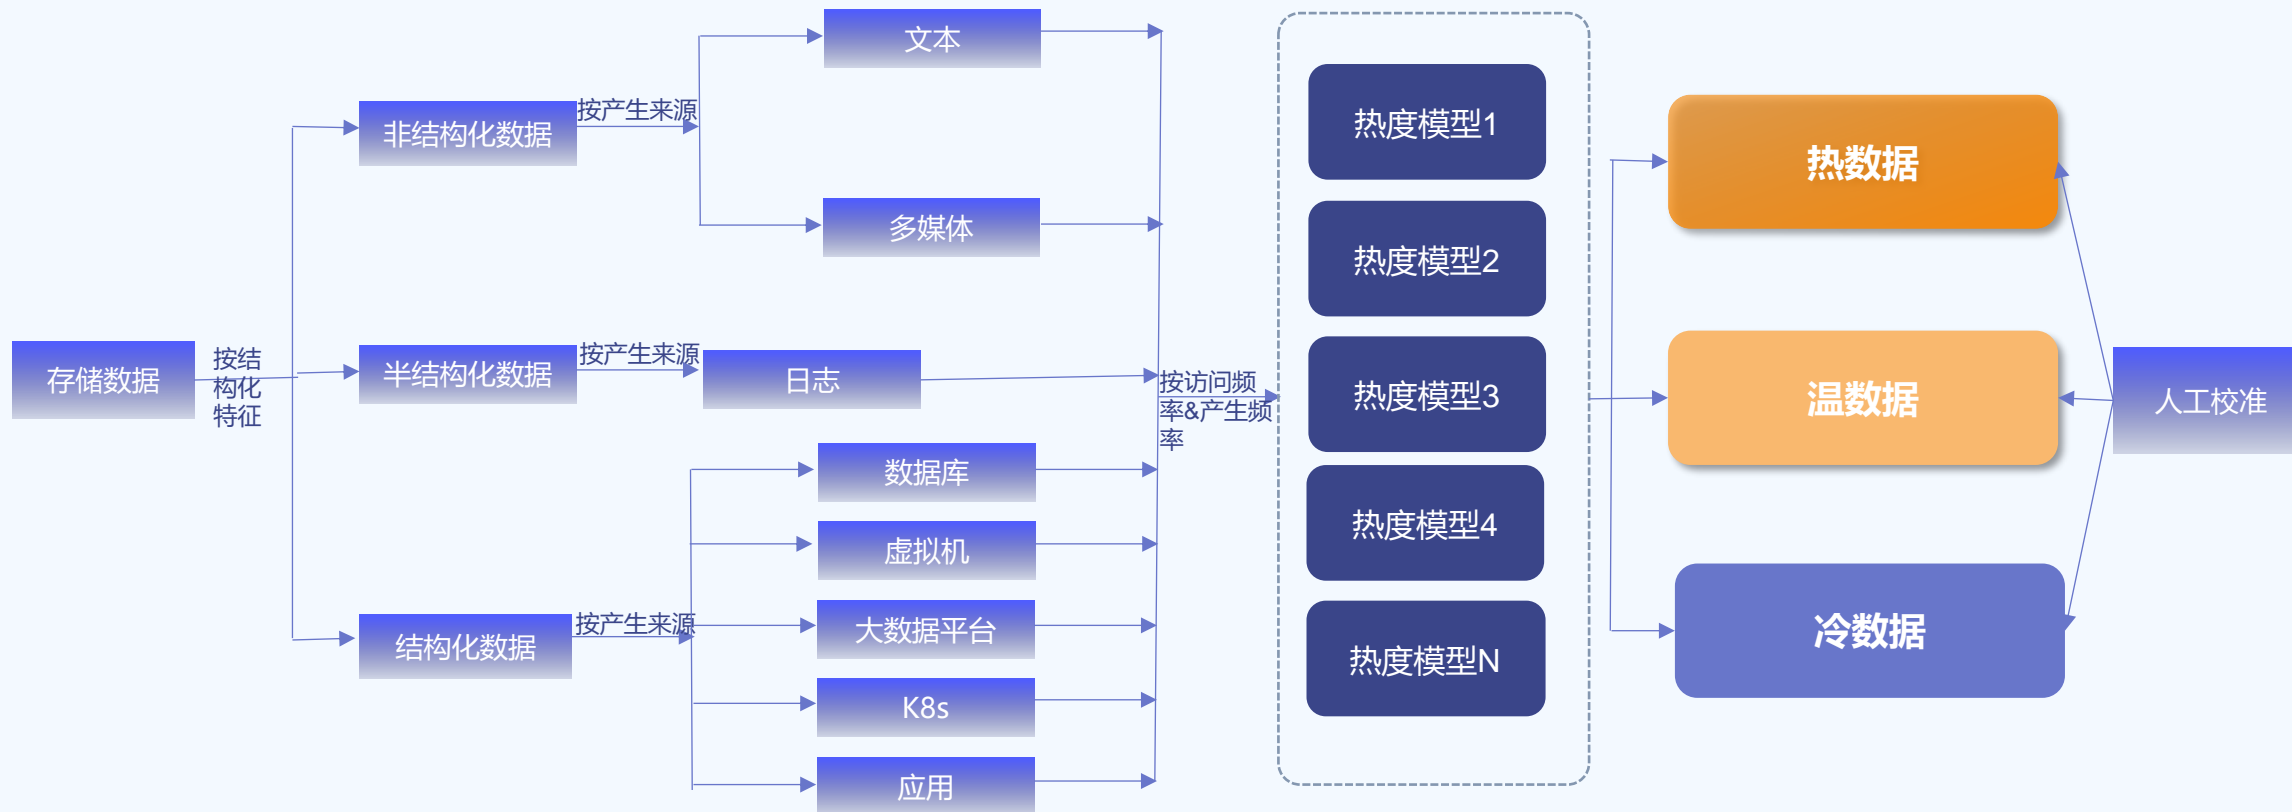 存储数据
按结
构化
特征
非结构化数据
按产生来源
文本
多媒体
半结构化数据
按产生来源
日志
结构化数据
按产生来源
数据库
虚拟机
大数据平台
K8s
应用
按访问频
率&产生频
率
热度模型1
热度模型2
热度模型3
热度模型4
热度模型N
热数据
温数据
冷数据
人工校准